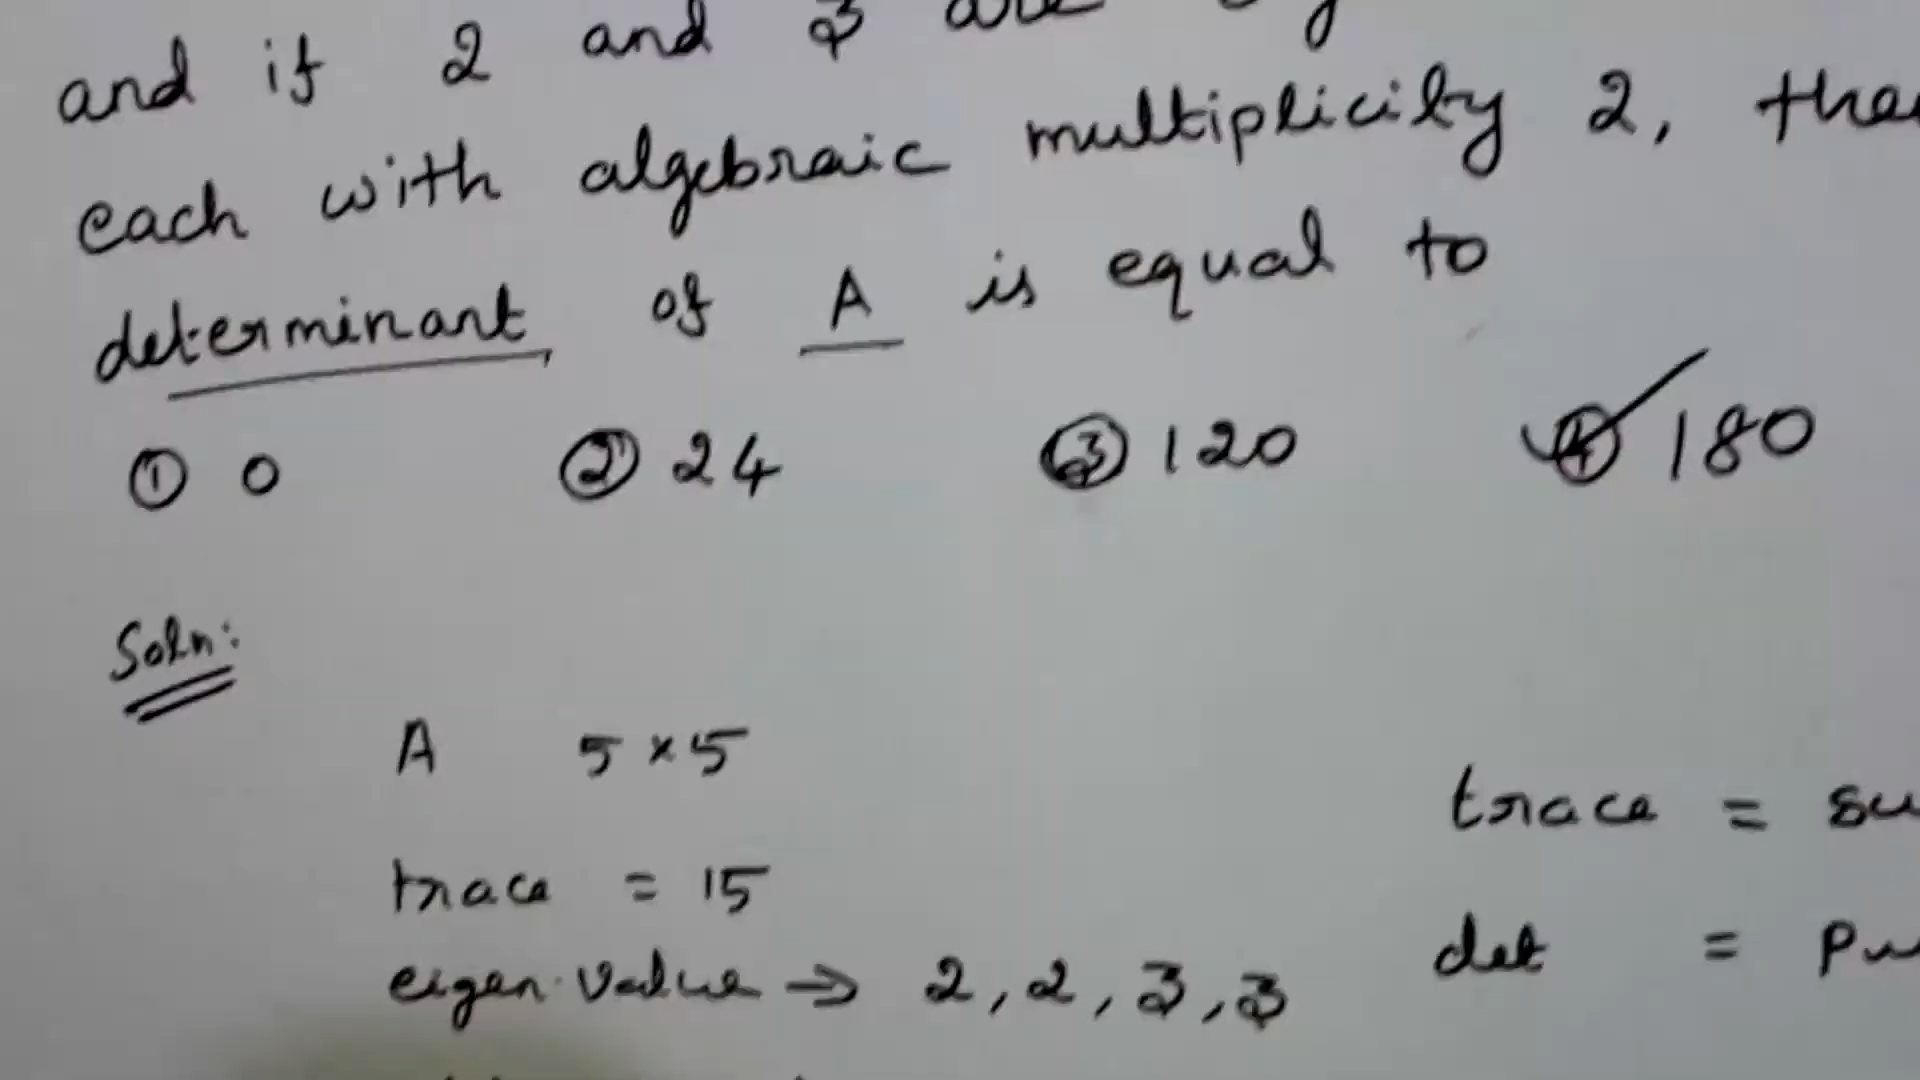 and if 2 and 3 are
each with algebraic multiplicity 2,
determinant of A is equal to
① 0 ② 24 ③ 120 ④ 180
Soln:
A 5×5
trace = 15
trace =
eigen value → 2, 2, 3, 3
det =